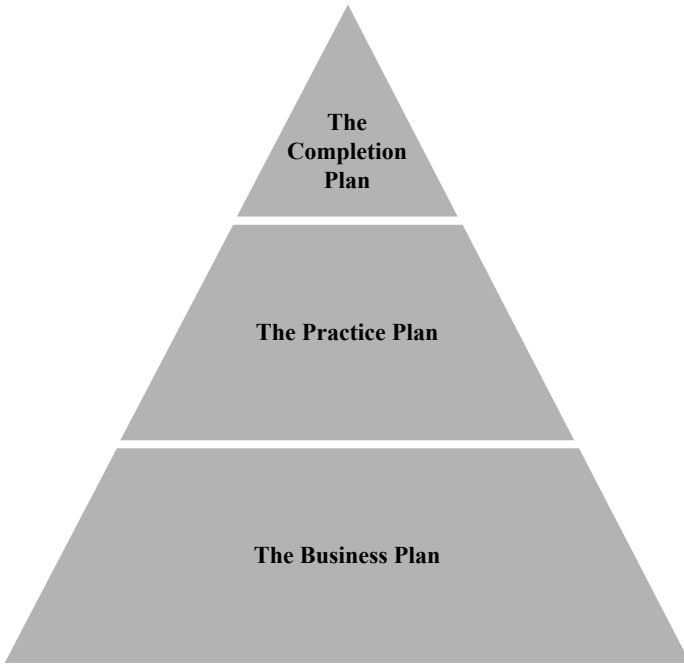 The
Completion
Plan
The Practice Plan
The Business Plan